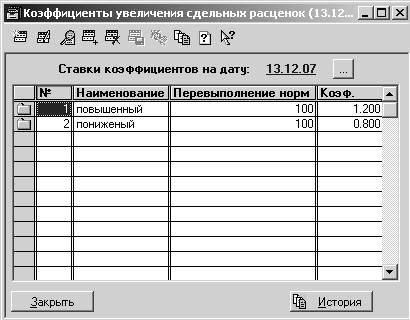 Коэффициенты увеличения сдельных расценок (13.12...
Ставки коэффициентов на дату: 13.12.07 ...
№ Наименование Перевыполнение норм Коэф.
1 повышенный 100 1.200
2 пониженый 100 0.800
Закрыть История